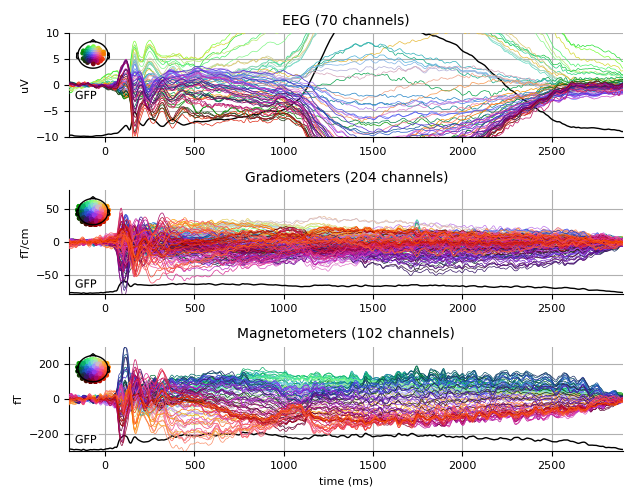 EEG (70 channels)
10
5
0
−5
−10
uV
GFP
0 500 1000 1500 2000 2500
Gradiometers (204 channels)
50
0
−50
fT/cm
GFP
0 500 1000 1500 2000 2500
Magnetometers (102 channels)
200
0
−200
fT
GFP
0 500 1000 1500 2000 2500
time (ms)